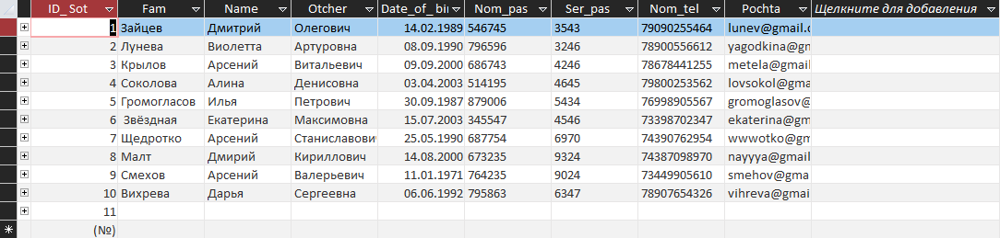 ID_Sot Fam Name Otcher Date_of_bir Nom_pas Ser_pas Nom_tel Pochta Щелкните для добавления
1 Зайцев Дмитрий Олегович 14.02.1989 546745 3543 79090255464 lunev@gmail.c
2 Лунева Виолетта Артуровна 08.09.1990 796596 3246 78900556612 yagodkina@gm
3 Крылов Арсений Витальевич 09.09.2000 686743 4246 78678441255 metela@gmail
4 Соколова Алина Денисовна 03.04.2003 514195 4645 79800253562 lovsokol@gmai
5 Громогласов Илья Петрович 30.09.1987 879006 5434 76998905567 gromoglasov@
6 Звёздная Екатерина Максимовна 15.07.2003 345547 4546 73398702347 ekaterina@gm
7 Щедротко Арсений Станиславович 25.05.1990 687754 6970 74390762954 wwwotko@gm
8 Малт Дмирий Кириллович 14.08.2000 673235 9324 74387098970 nayyya@gmail
9 Смехов Арсений Валерьевич 11.01.1971 764235 9024 73449905610 smehov@gmai
10 Вихрева Дарья Сергеевна 06.06.1992 795863 6347 78907654326 vihreva@gmai
11
(№)